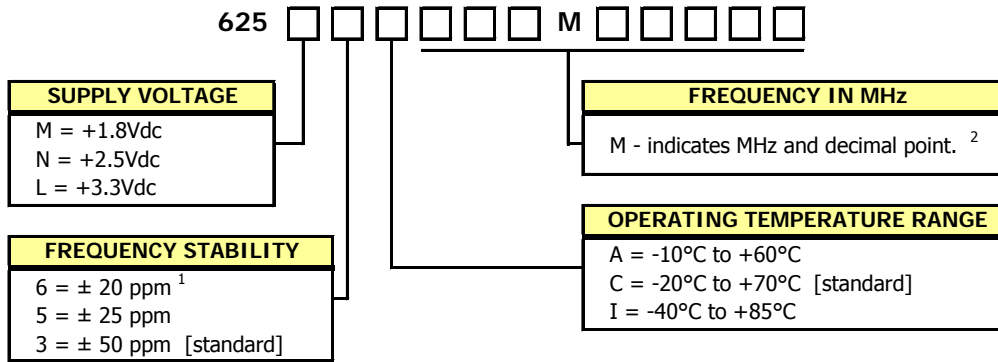 625 M
SUPPLY VOLTAGE
M = +1.8Vdc
N = +2.5Vdc
L = +3.3Vdc
FREQUENCY STABILITY
6 = ± 20 ppm 1
5 = ± 25 ppm
3 = ± 50 ppm [standard]
FREQUENCY IN MHz
M - indicates MHz and decimal point. 2
OPERATING TEMPERATURE RANGE
A = -10°C to +60°C
C = -20°C to +70°C [standard]
I = -40°C to +85°C